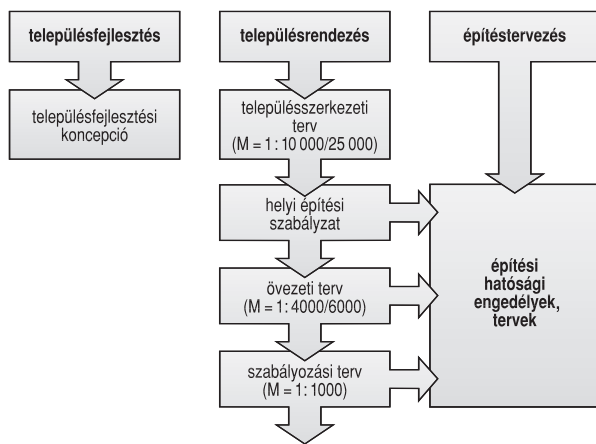 településfejlesztés
településfejlesztési
koncepció
településrendezés
településszerkezeti
terv
(M = 1 : 10 000/25 000)
helyi építési
szabályzat
övezeti terv
(M = 1: 4000/6000)
szabályozási terv
(M = 1: 1000)
építéstervezés
építési
hatósági
engedélyek,
tervek